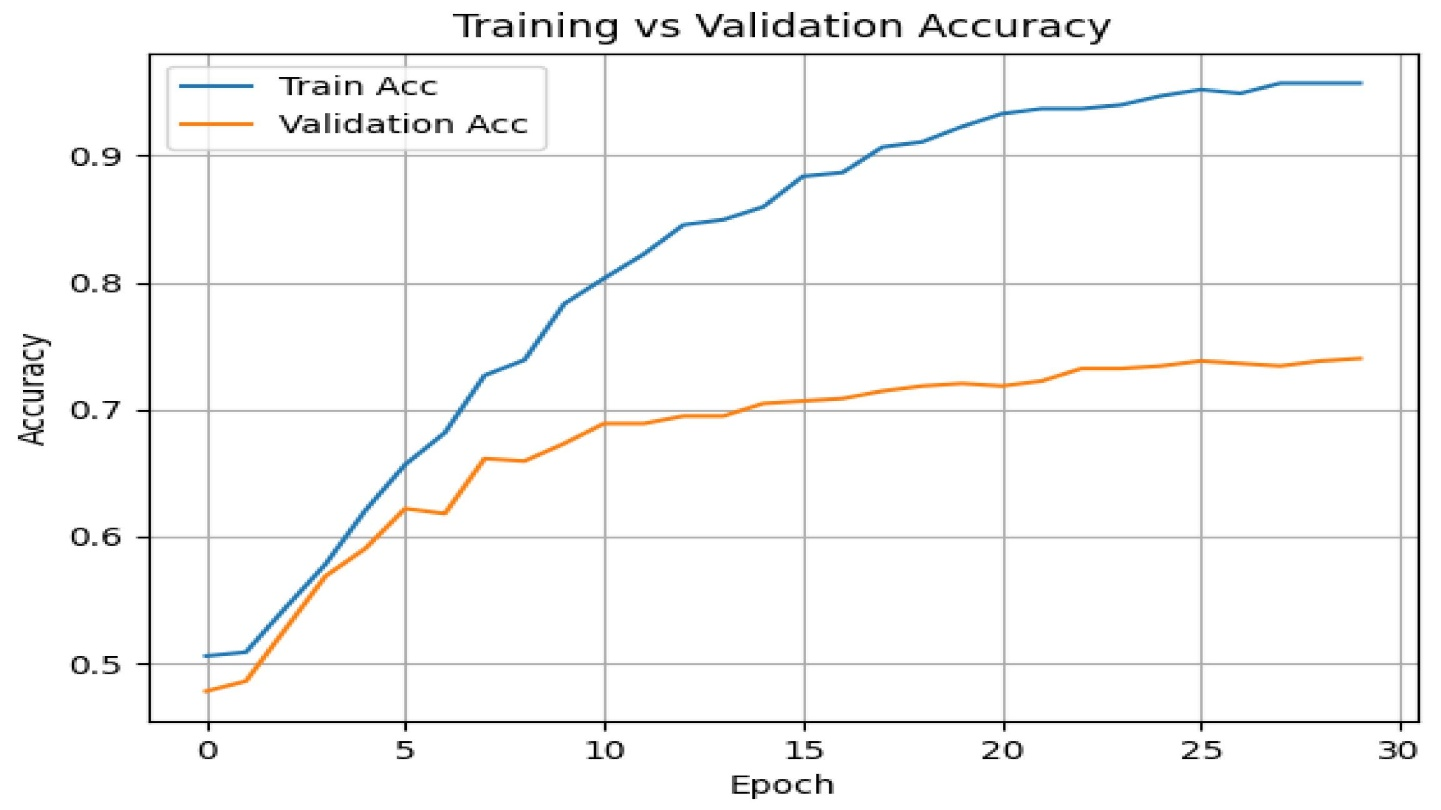 Training vs Validation Accuracy
Train Acc
Validation Acc
Accuracy
0.9
0.8
0.7
0.6
0.5
0 5 10 15 20 25 30
Epoch